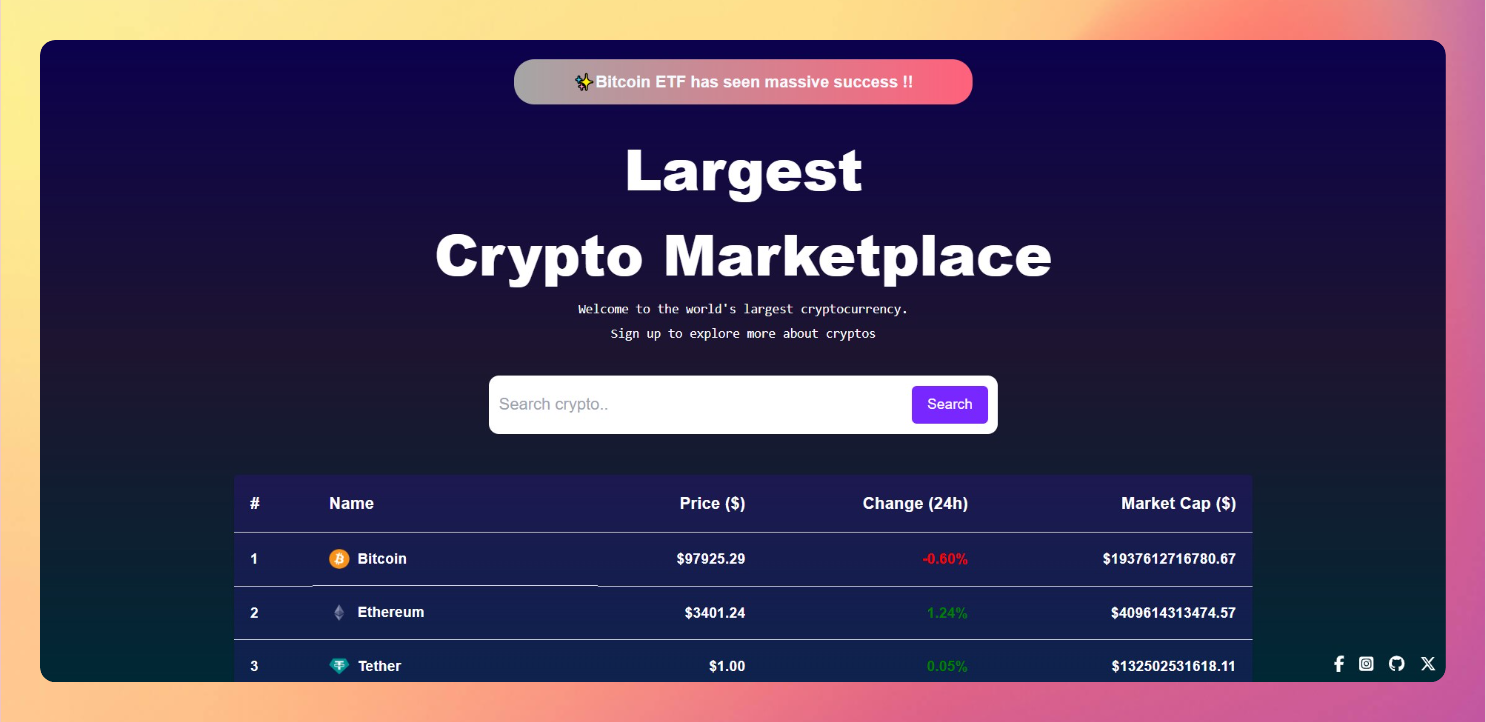 ✨Bitcoin ETF has seen massive success !!
Largest
Crypto Marketplace
Welcome to the world's largest cryptocurrency.
Sign up to explore more about cryptos
Search crypto.. Search
# Name Price ($) Change (24h) Market Cap ($)
1 Bitcoin $97925.29 -0.60% $1937612716780.67
2 Ethereum $3401.24 1.24% $409614313474.57
3 Tether $1.00 0.05% $132502531618.11